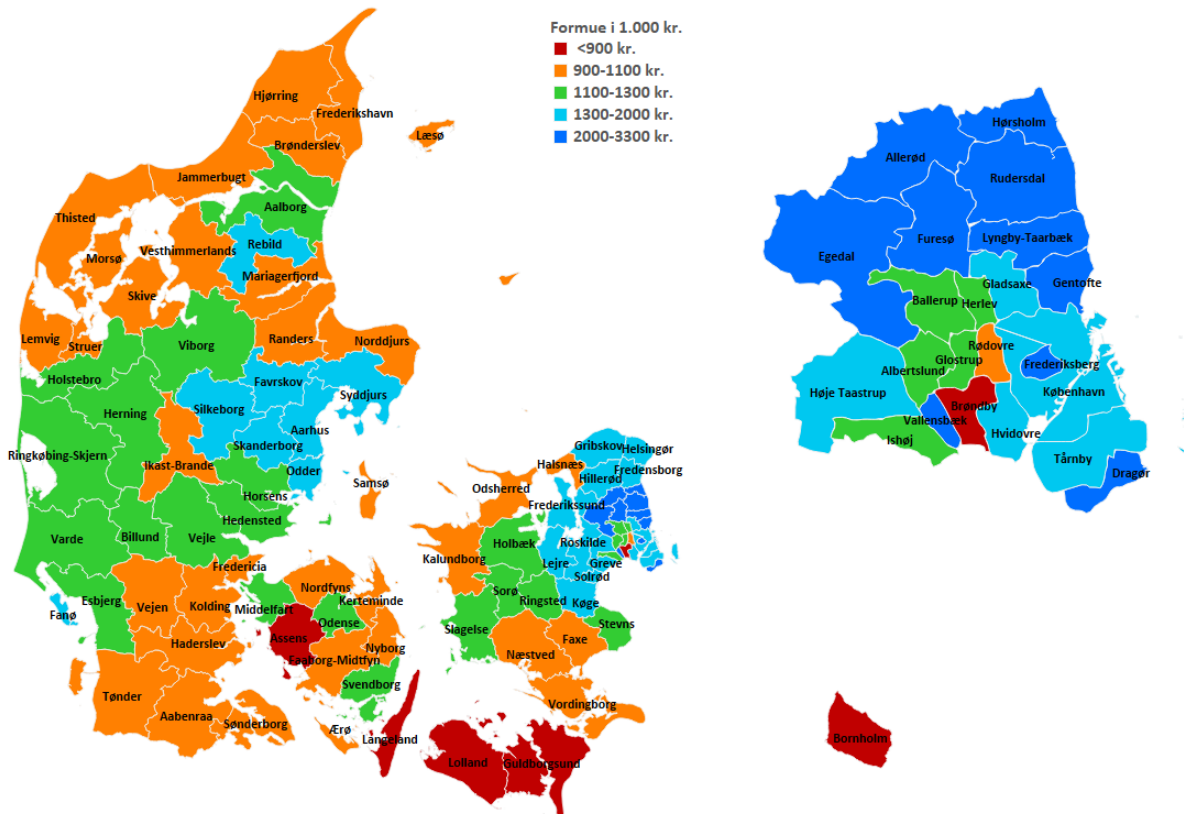 Formue i 1.000 kr.
<900 kr.
900-1100 kr.
1100-1300 kr.
1300-2000 kr.
2000-3300 kr.
Hjørring
Frederikshavn
Læsø
Brønderslev
Jammerbugt
Aalborg
Thisted
Rebild
Vesthimmerlands
Morsø
Mariagerfjord
Skive
Lemvig
Struer
Viborg
Randers
Norddjurs
Holstebro
Favrskov
Syddjurs
Herning
Silkeborg
Aarhus
Skanderborg
Ringkøbing-Skjern
Ikast-Brande
Odder
Samsø
Horsens
Hedensted
Varde
Billund
Vejle
Fredericia
Esbjerg
Fanø
Vejen
Kolding
Haderslev
Tønder
Aabenraa
Sønderborg
Nordfyns
Middelfart
Kerteminde
Odense
Assens
Nyborg
Faaborg-Midtfyn
Svendborg
Ærø
Langeland
Gribskov
Helsingør
Halsnæs
Hillerød
Fredensborg
Odsherred
Frederikssund
Holbæk
Roskilde
Kalundborg
Lejre
Greve
Solrød
Sorø
Ringsted
Køge
Slagelse
Stevns
Næstved
Faxe
Vordingborg
Lolland
Guldborgsund
Hørsholm
Allerød
Rudersdal
Furesø
Lyngby-Taarbæk
Egedal
Gladsaxe
Gentofte
Ballerup
Herlev
Rødovre
Glostrup
Frederiksberg
Albertslund
Høje Taastrup
Brøndby
København
Vallensbæk
Hvidovre
Ishøj
Tårnby
Dragør
Bornholm